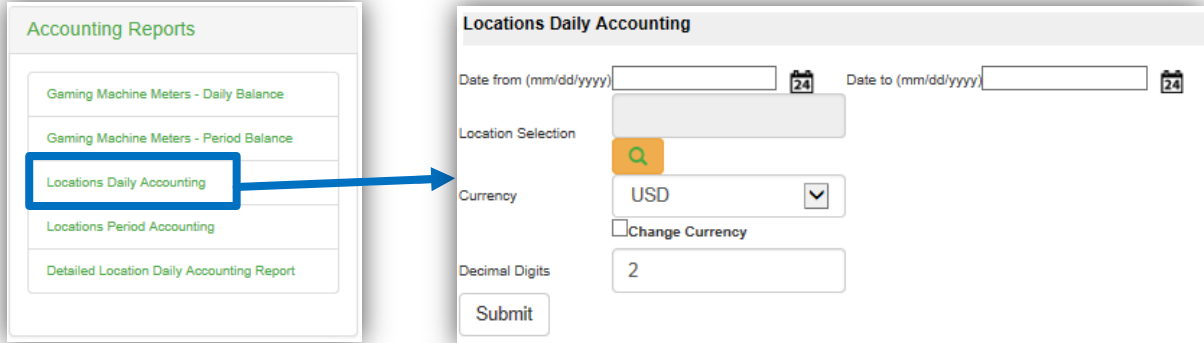 Accounting Reports
Gaming Machine Meters - Daily Balance
Gaming Machine Meters - Period Balance
Locations Daily Accounting
Locations Period Accounting
Detailed Location Daily Accounting Report
Locations Daily Accounting
Date from (mm/dd/yyyy) 24 Date to (mm/dd/yyyy) 24
Location Selection
Currency USD
Change Currency
Decimal Digits 2
Submit